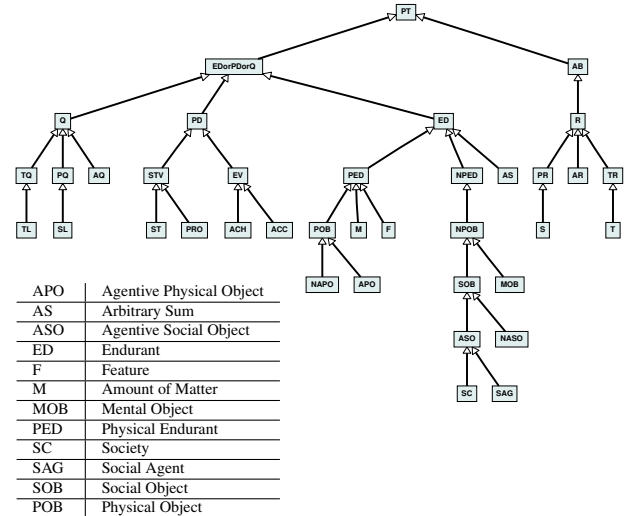 PT
EDorPDorQ AB
Q PD ED R
TQ PQ AQ STV EV PED NPED AS PR AR TR
TL SL ST PRO ACH ACC POB M F NPOB S T
NAPO APO SOB MOB
ASO NASO
SC SAG
APO Agentive Physical Object
AS Arbitrary Sum
ASO Agentive Social Object
ED Endurant
F Feature
M Amount of Matter
MOB Mental Object
PED Physical Endurant
SC Society
SAG Social Agent
SOB Social Object
POB Physical Object